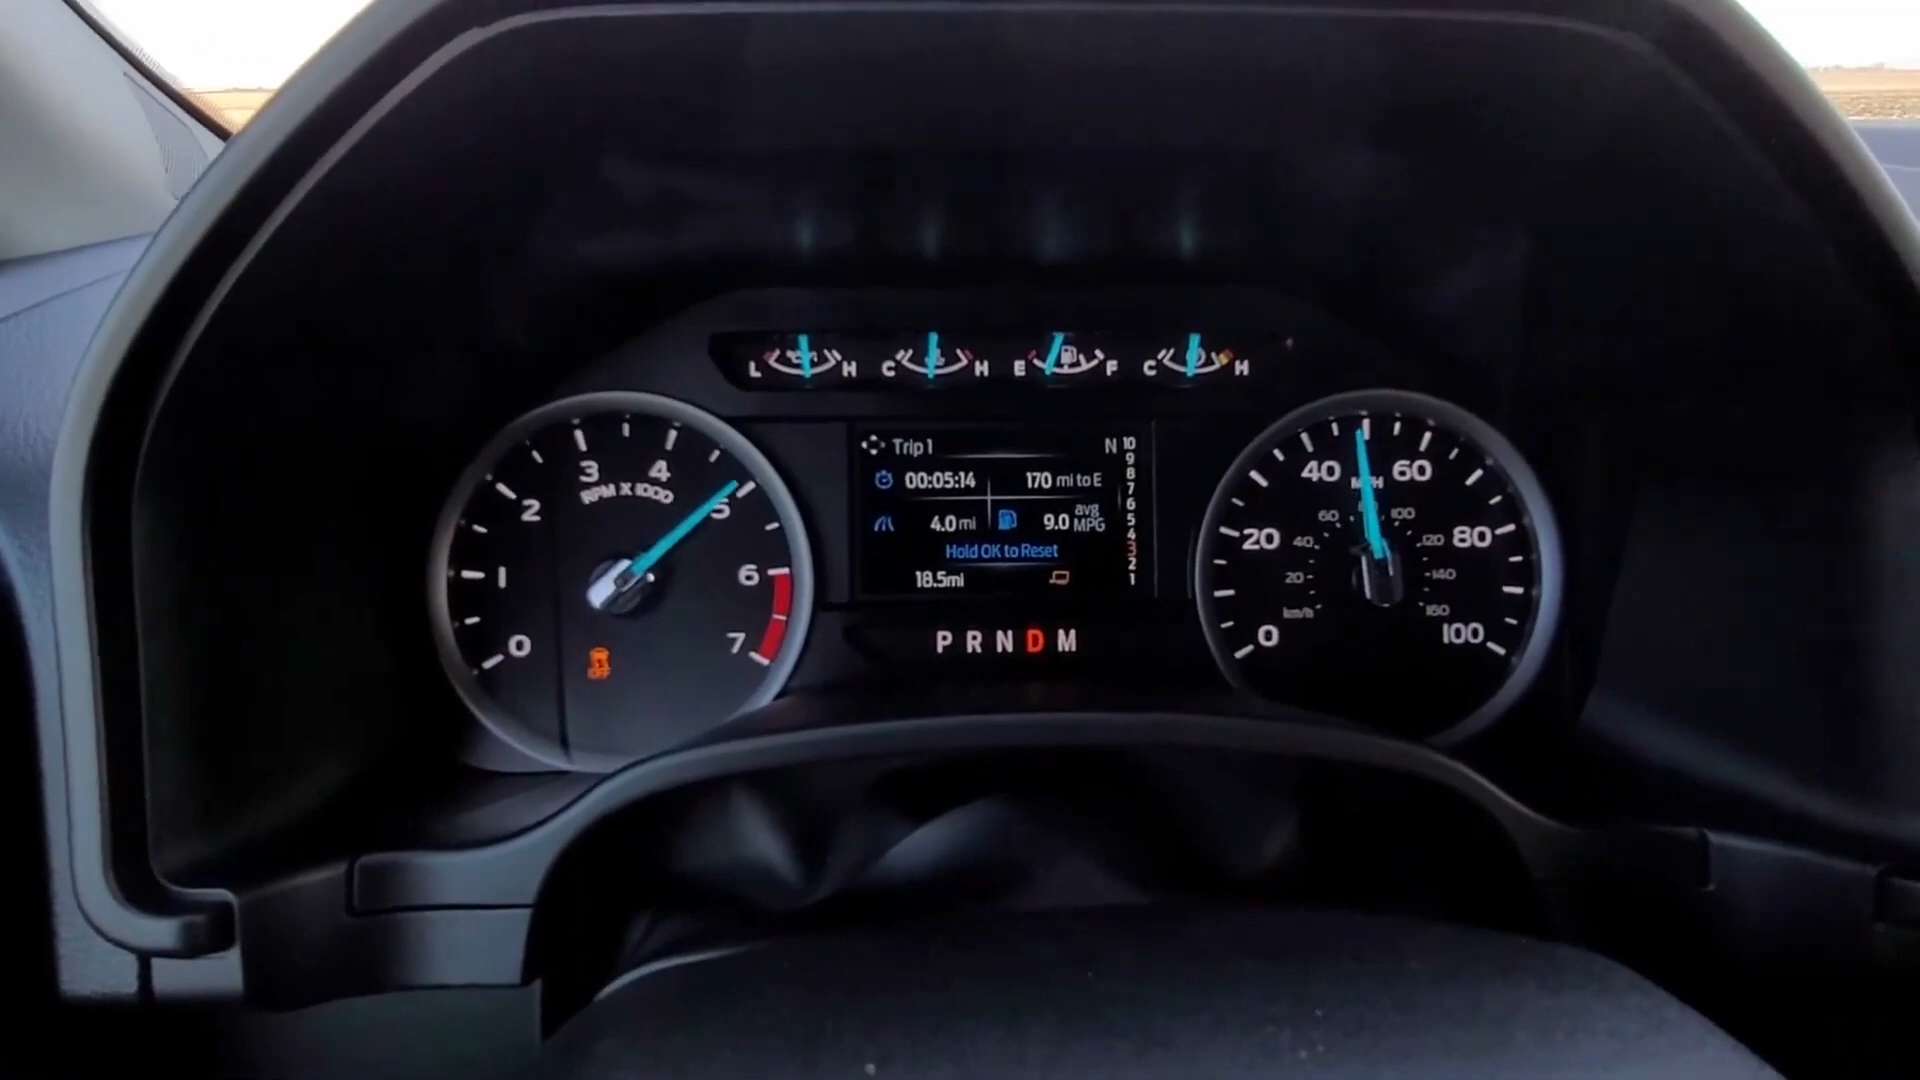 L H C H E F C H
3 4
RPM X 1000
2 5
1 6
0 7
OFF
Trip 1 N
00:05:14 170 mi to E
4.0 mi 9.0 avg MPG
Hold OK to Reset
18.5mi
10
9
8
7
6
5
4
3
2
1
P R N D M
40 60
MPH
20 80
0 100
60 100
40 120
20 140
km/h 160